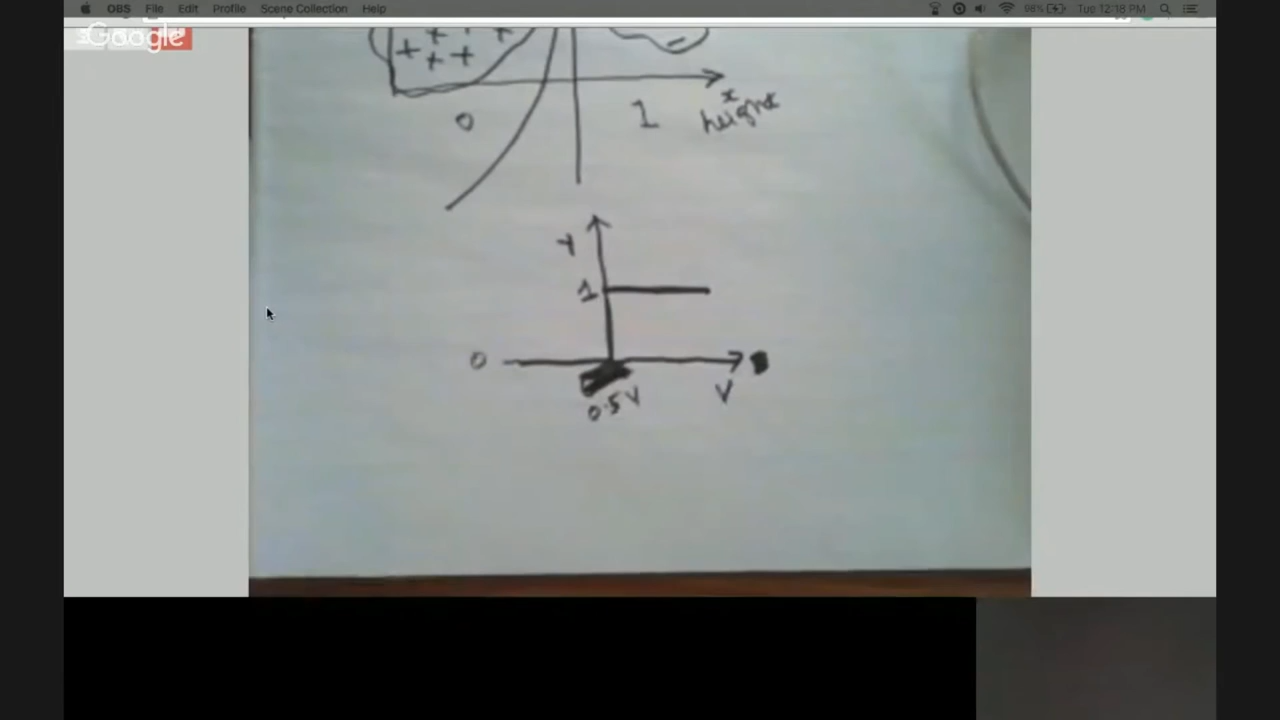 OBS File Edit Profile Scene Collection Help 98% Tue 12:18 PM
Google
+ + +
+ + +
-
0 1 x
height
Y
1
0
V
0.5V